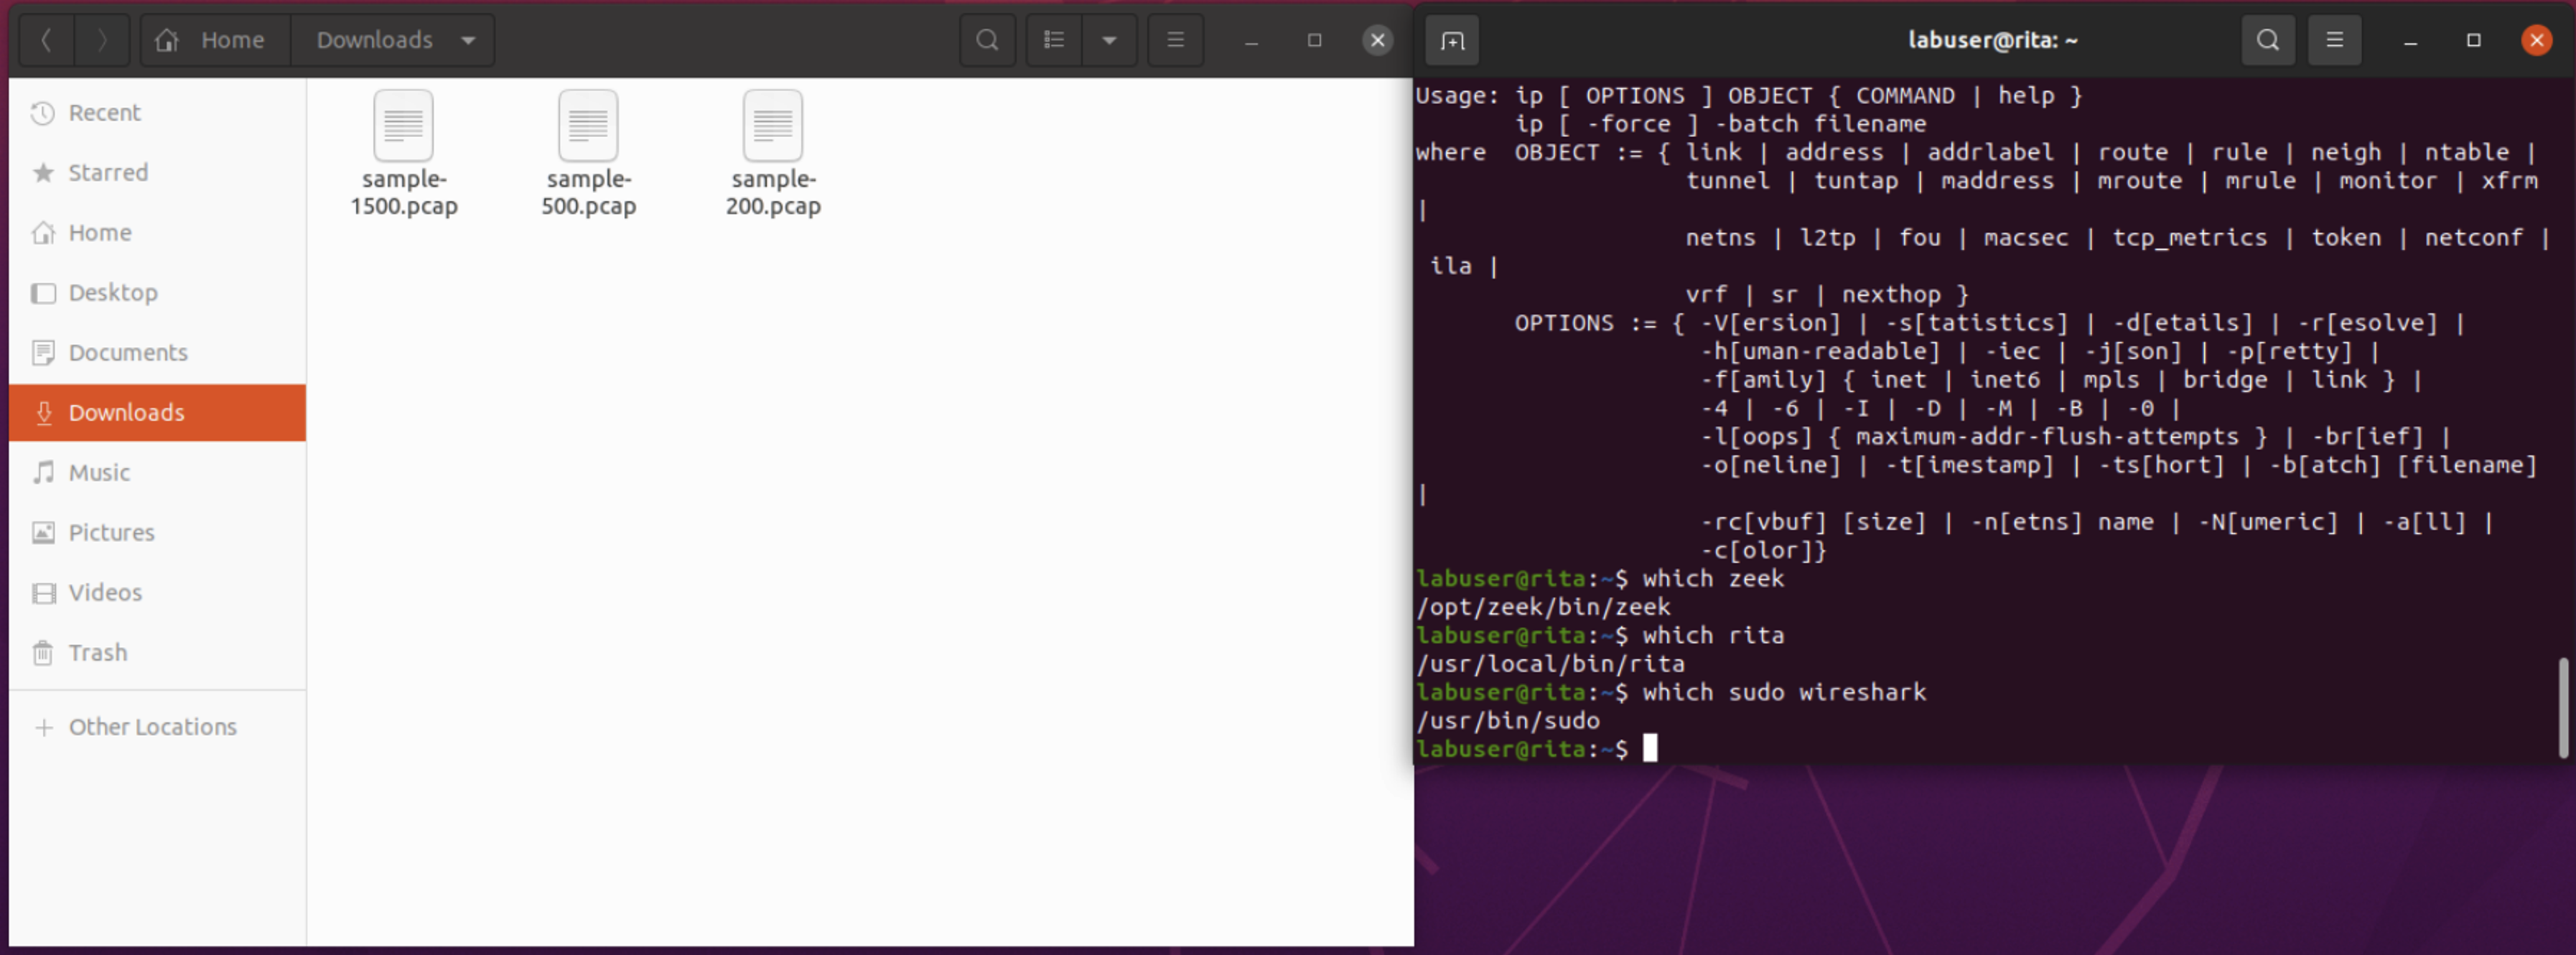 Home Downloads
Recent
Starred
Home
Desktop
Documents
Downloads
Music
Pictures
Videos
Trash
Other Locations
sample-
1500.pcap
sample-
500.pcap
sample-
200.pcap
labuser@rita: ~
Usage: ip [ OPTIONS ] OBJECT { COMMAND | help }
       ip [ -force ] -batch filename
where  OBJECT := { link | address | addrlabel | route | rule | neigh | ntable |
                   tunnel | tuntap | maddress | mroute | mrule | monitor | xfrm
|
                   netns | l2tp | fou | macsec | tcp_metrics | token | netconf |
 ila |
                   vrf | sr | nexthop }
       OPTIONS := { -V[ersion] | -s[tatistics] | -d[etails] | -r[esolve] |
                    -h[uman-readable] | -iec | -j[son] | -p[retty] |
                    -f[amily] { inet | inet6 | mpls | bridge | link } |
                    -4 | -6 | -I | -D | -M | -B | -0 |
                    -l[oops] { maximum-addr-flush-attempts } | -br[ief] |
                    -o[neline] | -t[imestamp] | -ts[hort] | -b[atch] [filename]
|
                    -rc[vbuf] [size] | -n[etns] name | -N[umeric] | -a[ll] |
                    -c[olor]}
labuser@rita:~$ which zeek
/opt/zeek/bin/zeek
labuser@rita:~$ which rita
/usr/local/bin/rita
labuser@rita:~$ which sudo wireshark
/usr/bin/sudo
labuser@rita:~$